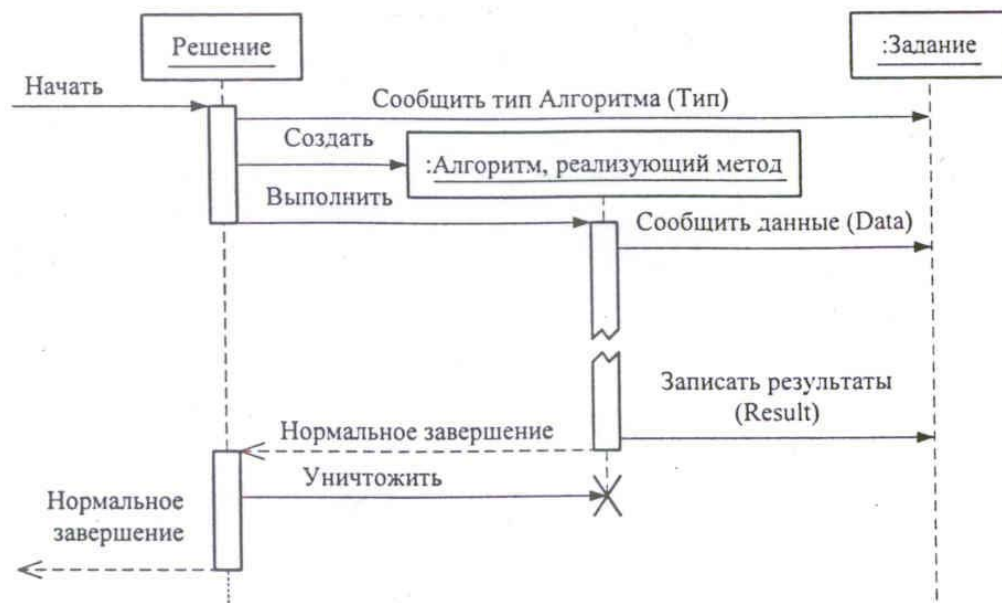 Решение
:Задание
Начать
Сообщить тип Алгоритма (Тип)
Создать
:Алгоритм, реализующий метод
Выполнить
Сообщить данные (Data)
Записать результаты
(Result)
Нормальное завершение
Уничтожить
Нормальное
завершение